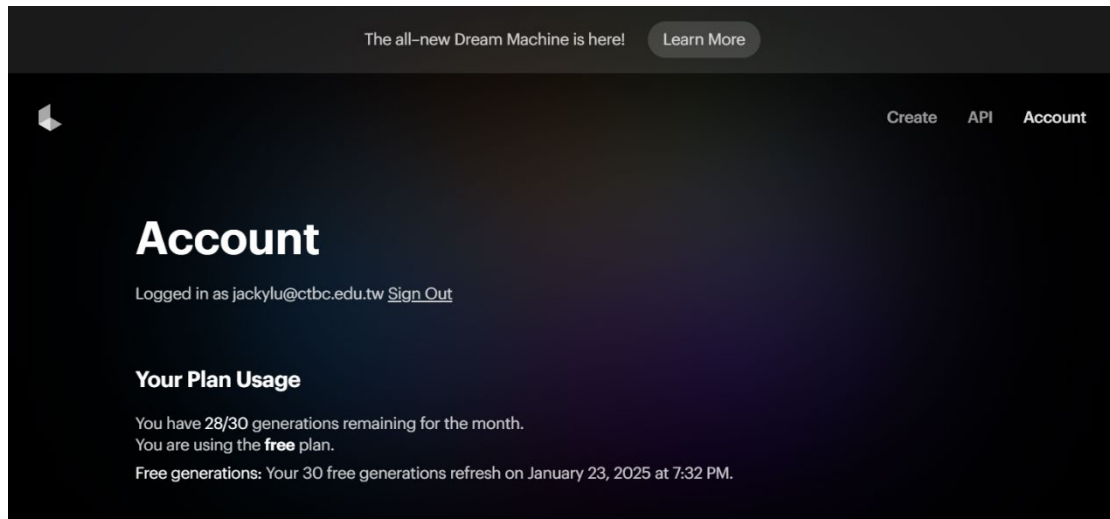 The all-new Dream Machine is here! Learn More
Create API Account
Account
Logged in as jackylu@ctbc.edu.tw Sign Out
Your Plan Usage
You have 28/30 generations remaining for the month.
You are using the free plan.
Free generations: Your 30 free generations refresh on January 23, 2025 at 7:32 PM.